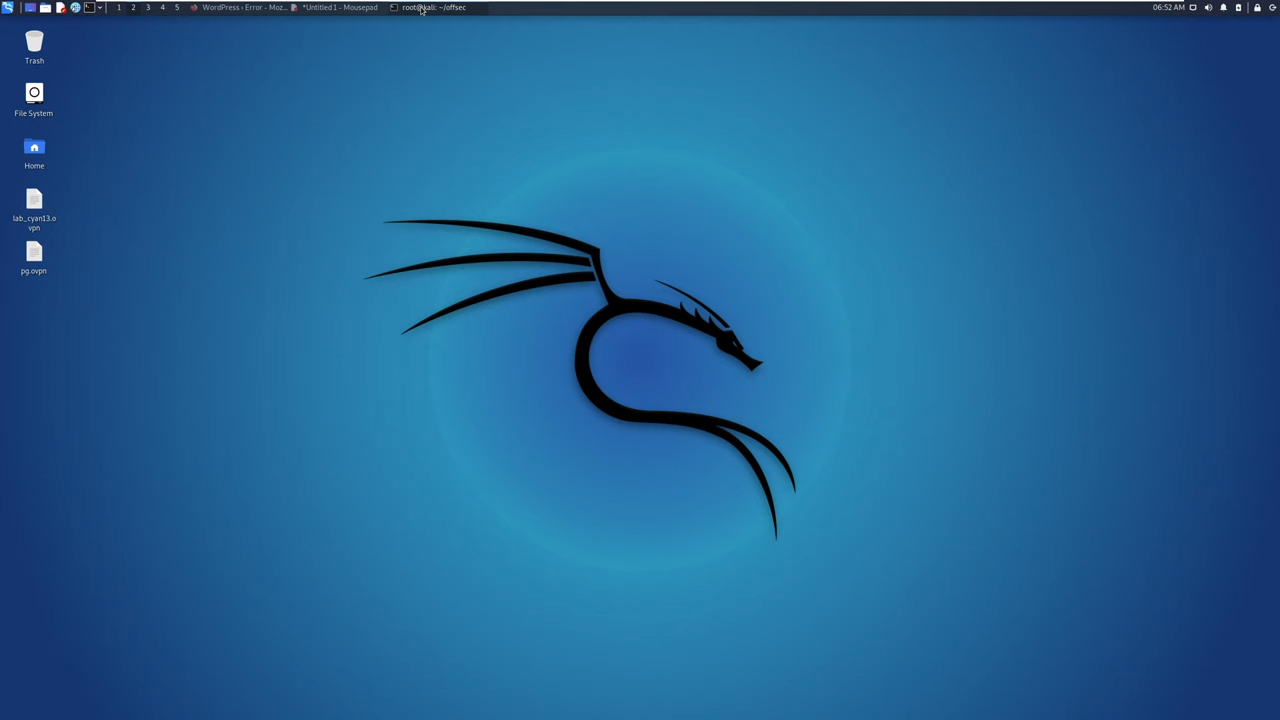 1 2 3 4 5 WordPress › Error - Moz... *Untitled 1 - Mousepad root@kali: ~/offsec 06:52 AM
Trash
File System
Home
lab_cyan13.o
vpn
pg.ovpn